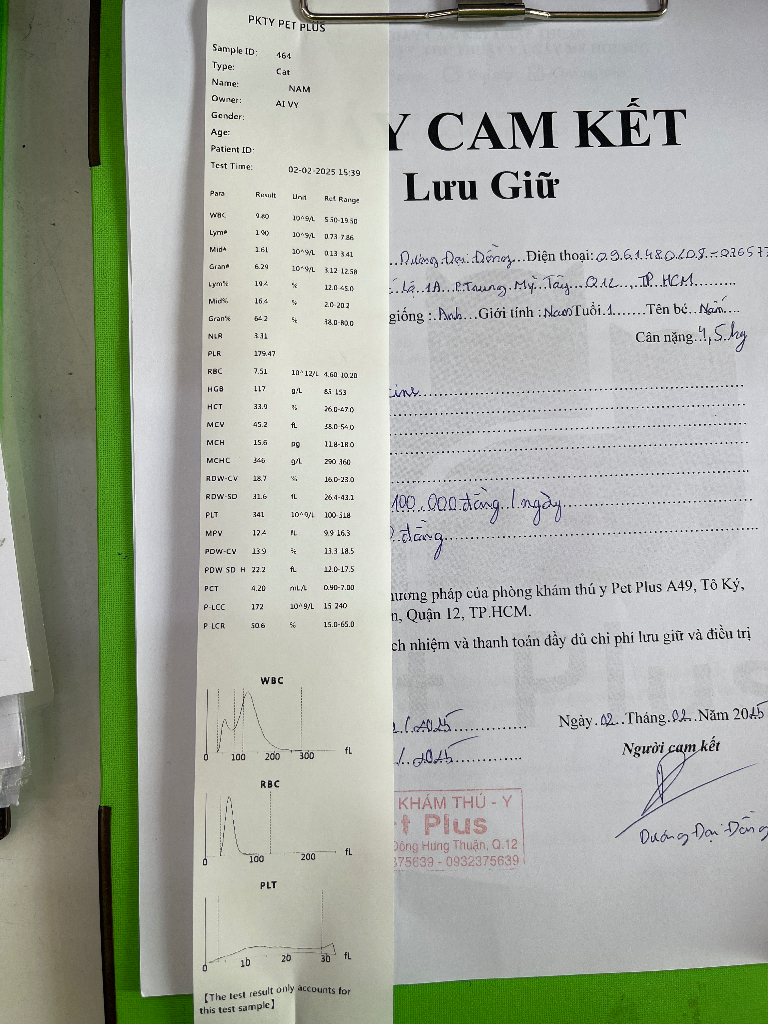 PKTY PET PLUS
Sample ID: 464
Type: Cat
Name: NAM
Owner: AI VY
Gender:
Age:
Patient ID:
Test Time: 02-02-2025 15:39
Para Result Unit Ref Range
WBC 9.80 10^9/L 5.50-19.50
Lym# 1.90 10^9/L 0.73-7.86
Mid# 1.61 10^9/L 0.13-3.41
Gran# 6.29 10^9/L 3.12-12.58
Lym% 19.4 % 12.0-45.0
Mid% 16.4 % 2.0-20.2
Gran% 64.2 % 38.0-80.0
NLR 3.31
PLR 179.47
RBC 7.51 10^12/L 4.60-10.20
HGB 117 g/L 85-153
HCT 33.9 % 26.0-47.0
MCV 45.2 fL 38.0-54.0
MCH 15.6 pg 11.8-18.0
MCHC 346 g/L 290-360
RDW-CV 18.7 % 16.0-23.0
RDW-SD 31.6 fL 26.4-43.1
PLT 341 10^9/L 100-518
MPV 12.4 fL 9.9-16.3
PDW-CV 13.9 % 13.3-18.5
PDW-SD H 22.2 fL 12.0-17.5
PCT 4.20 mL/L 0.90-7.00
P-LCC 172 10^9/L 15-240
P-LCR 50.6 % 15.0-65.0
WBC
0 100 200 300 fL
RBC
0 100 200 fL
PLT
0 10 20 30 fL
【The test result only accounts for
this test sample】
Y CAM KẾT
Lưu Giữ
Dương Đại Đồng Điện thoại:
1A P Trung Mỹ Tây Q12 TP.HCM
giống: Anh Giới tính: Nam Tuổi 1 Tên bé
Cân nặng 4,5 kg
cine
100.000 đồng / ngày
đồng
hương pháp của phòng khám thú y Pet Plus A49, Tô Ký,
n, Quận 12, TP.HCM.
ch nhiệm và thanh toán đầy đủ chi phí lưu giữ và điều trị
/2025
Ngày 02 Tháng 02 Năm 2025
/2025
Người cam kết
KHÁM THÚ - Y
t Plus
Đông Hưng Thuận, Q.12
375639 - 0932375639
Dương Đại Đồng